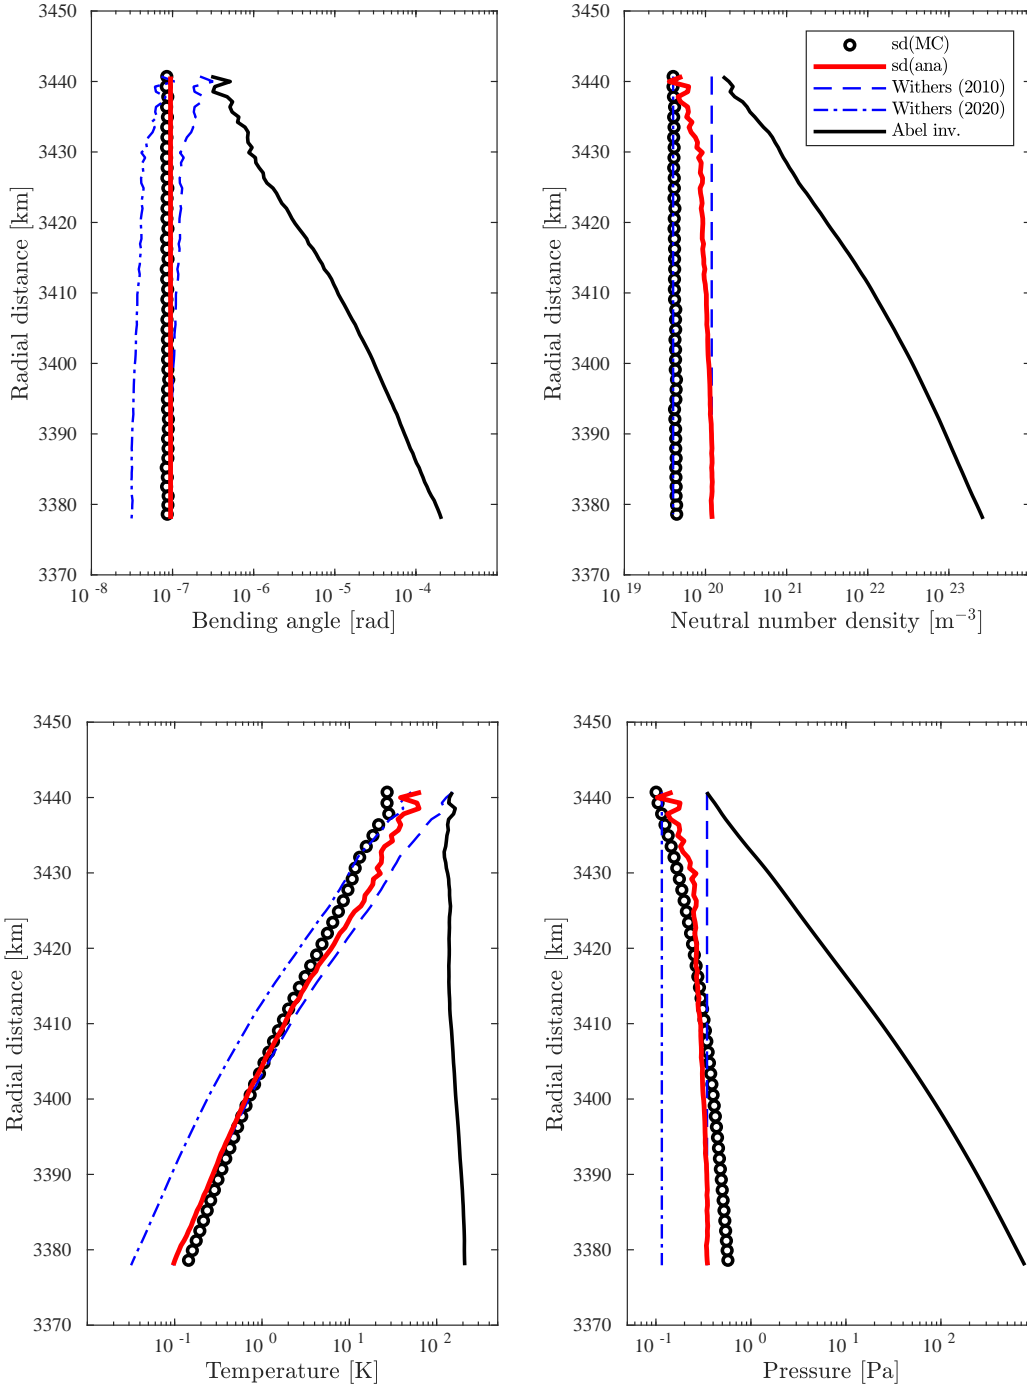 3450
3440
3430
3420
3410
3400
3390
3380
3370
Radial distance [km]
10^-8 10^-7 10^-6 10^-5 10^-4
Bending angle [rad]
3450
3440
3430
3420
3410
3400
3390
3380
3370
Radial distance [km]
sd(MC)
sd(ana)
Withers (2010)
Withers (2020)
Abel inv.
10^19 10^20 10^21 10^22 10^23
Neutral number density [m^−3]
3450
3440
3430
3420
3410
3400
3390
3380
3370
Radial distance [km]
10^-1 10^0 10^1 10^2
Temperature [K]
3450
3440
3430
3420
3410
3400
3390
3380
3370
Radial distance [km]
10^-1 10^0 10^1 10^2
Pressure [Pa]